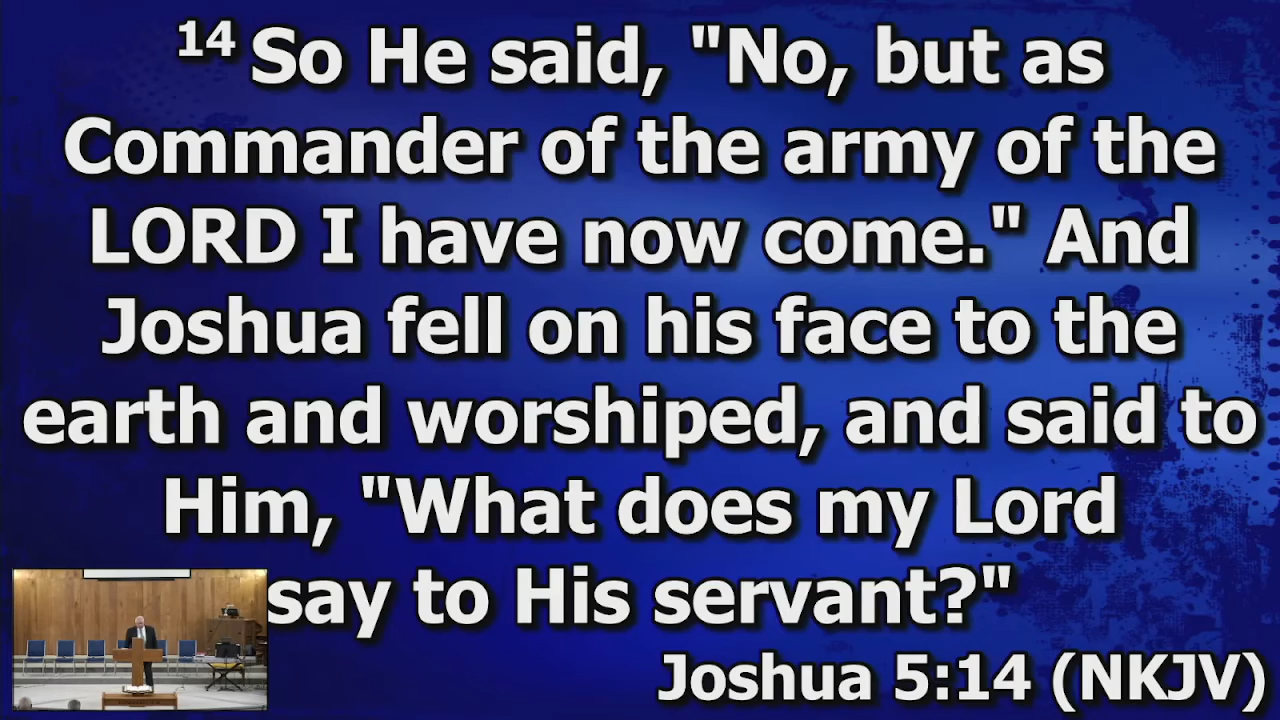 14 So He said, "No, but as
Commander of the army of the
LORD I have now come." And
Joshua fell on his face to the
earth and worshiped, and said to
Him, "What does my Lord
say to His servant?"
Joshua 5:14 (NKJV)